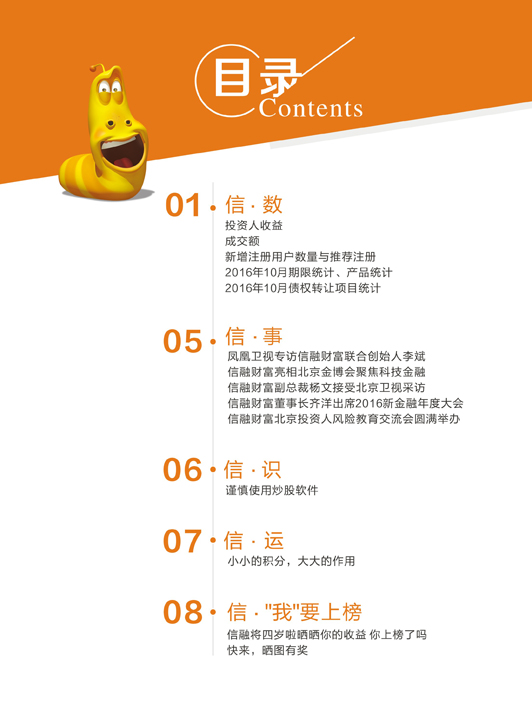 目录
Contents
01 信·数
投资人收益
成交额
新增注册用户数量与推荐注册
2016年10月期限统计、产品统计
2016年10月债权转让项目统计
05 信·事
凤凰卫视专访信融财富联合创始人李斌
信融财富亮相北京金博会聚焦科技金融
信融财富副总裁杨文接受北京卫视采访
信融财富董事长齐洋出席2016新金融年度大会
信融财富北京投资人风险教育交流会圆满举办
06 信·识
谨慎使用炒股软件
07 信·运
小小的积分，大大的作用
08 信·"我"要上榜
信融将四岁啦晒晒你的收益 你上榜了吗
快来，晒图有奖